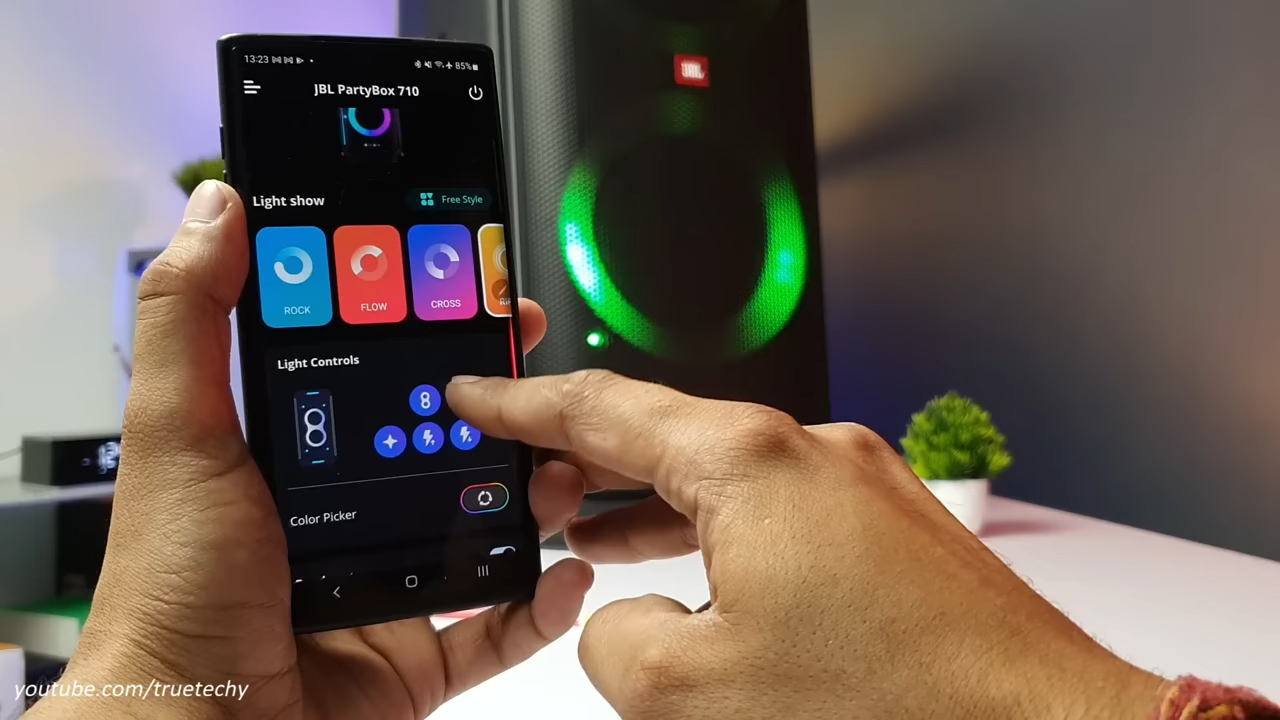 13:23
85%
JBL PartyBox 710
JBL
Light show
Free Style
ROCK
FLOW
CROSS
Light Controls
8
Color Picker
youtube.com/truetechy